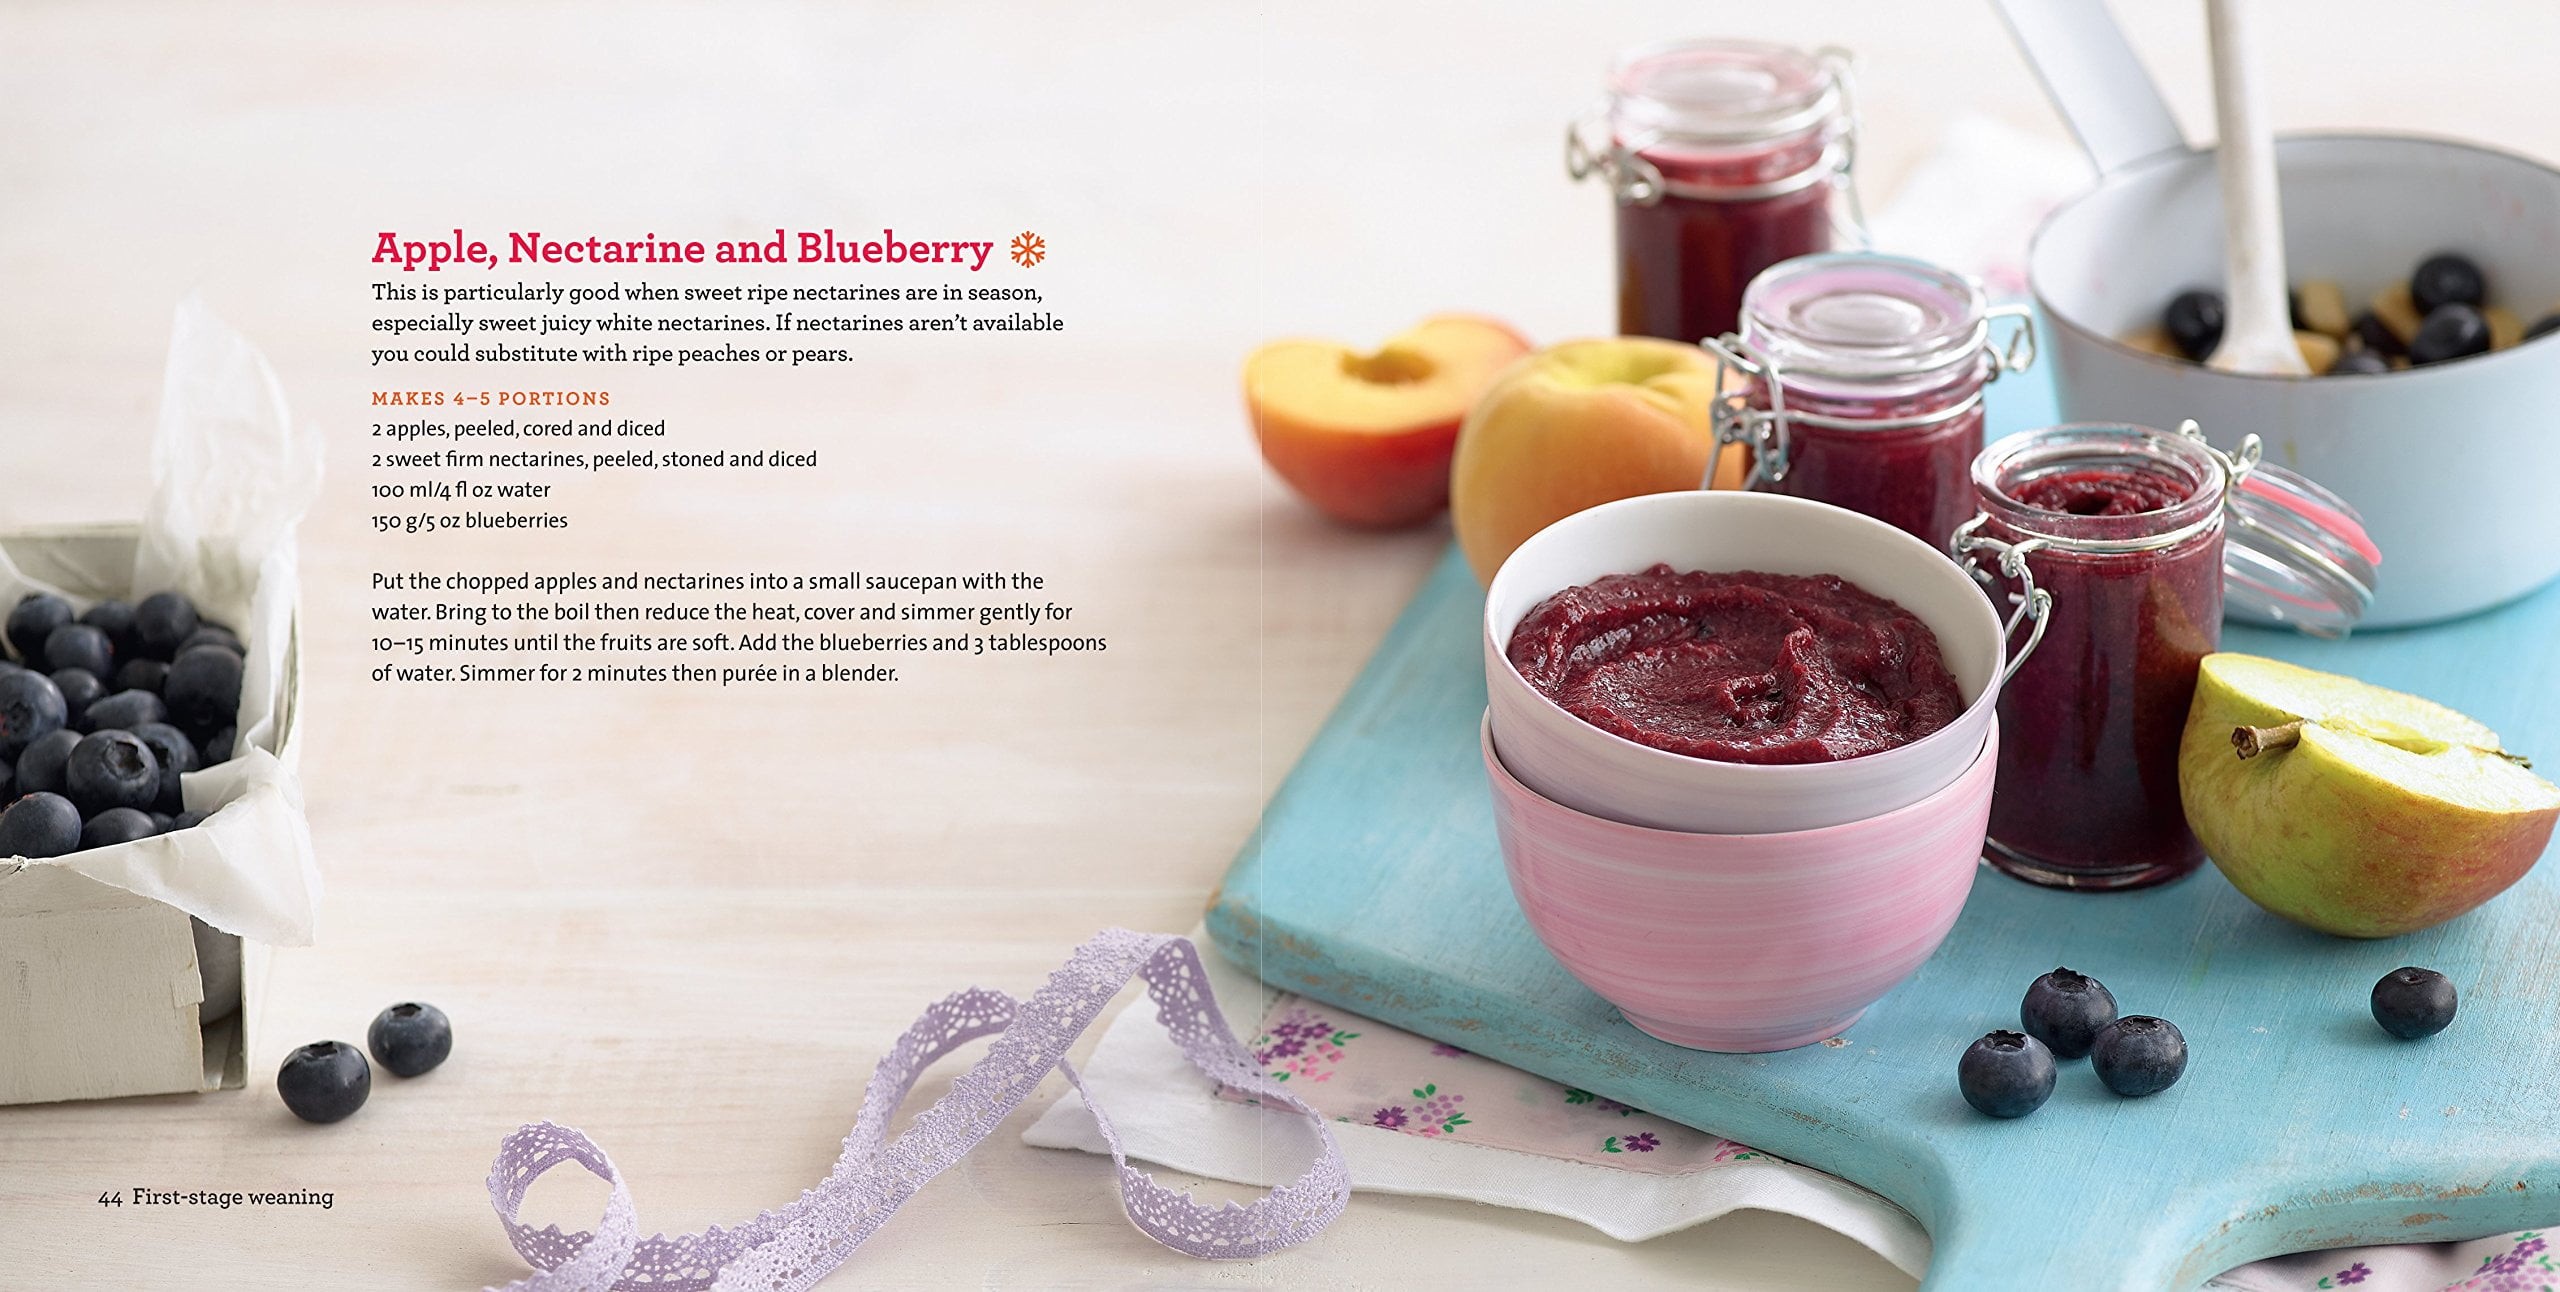 Apple, Nectarine and Blueberry
This is particularly good when sweet ripe nectarines are in season,
especially sweet juicy white nectarines. If nectarines aren’t available
you could substitute with ripe peaches or pears.
MAKES 4–5 PORTIONS
2 apples, peeled, cored and diced
2 sweet firm nectarines, peeled, stoned and diced
100 ml/4 fl oz water
150 g/5 oz blueberries
Put the chopped apples and nectarines into a small saucepan with the
water. Bring to the boil then reduce the heat, cover and simmer gently for
10–15 minutes until the fruits are soft. Add the blueberries and 3 tablespoons
of water. Simmer for 2 minutes then purée in a blender.
44 First-stage weaning